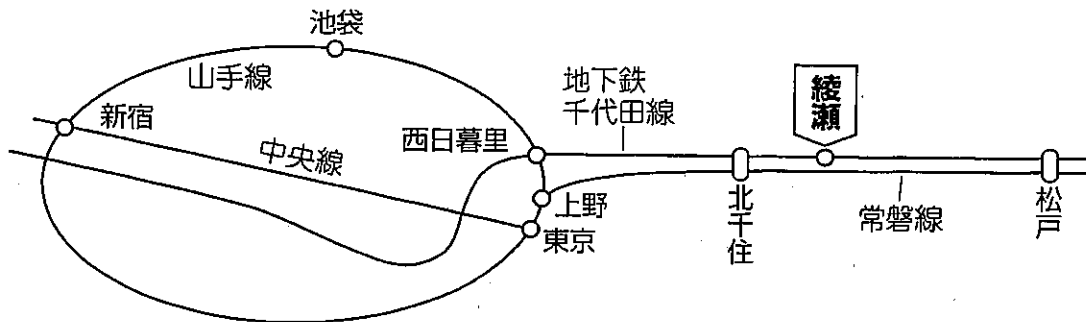 池袋
山手線
新宿
中央線
西日暮里
上野
東京
地下鉄
千代田線
綾瀬
北千住
常磐線
松戸